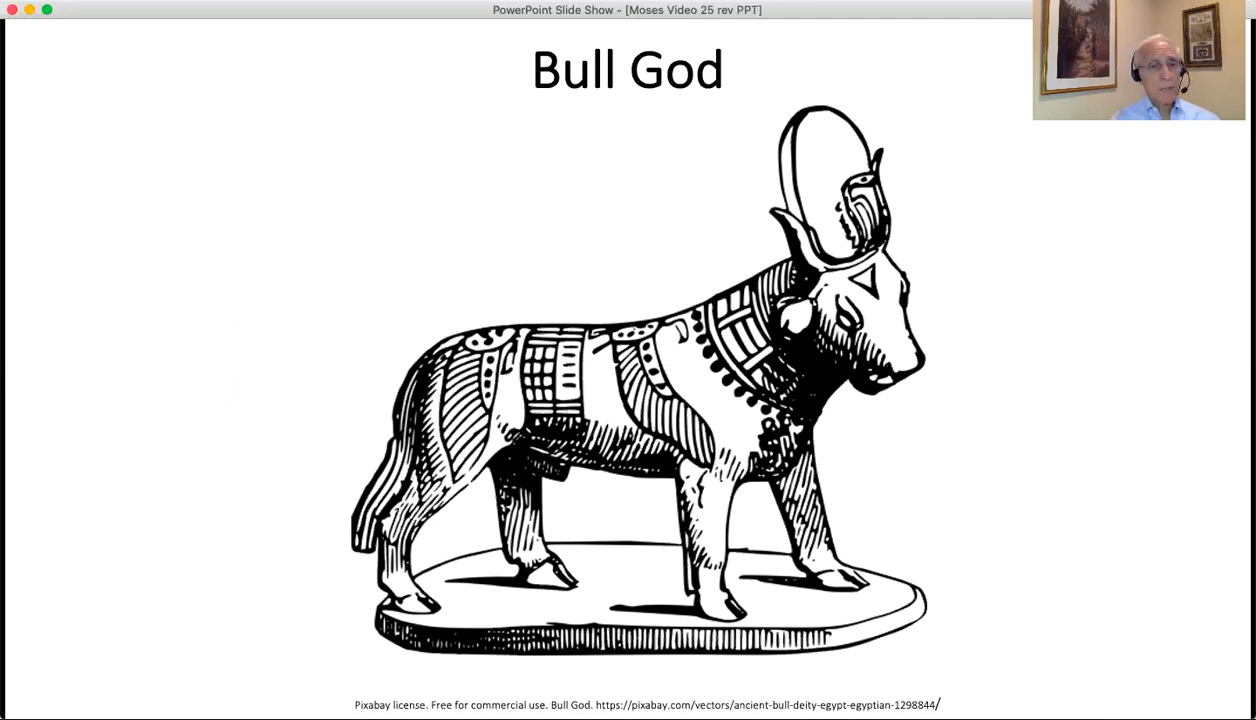 PowerPoint Slide Show - [Moses Video 25 rev PPT]
Bull God
Pixabay license. Free for commercial use. Bull God. https://pixabay.com/vectors/ancient-bull-deity-egypt-egyptian-1298844/